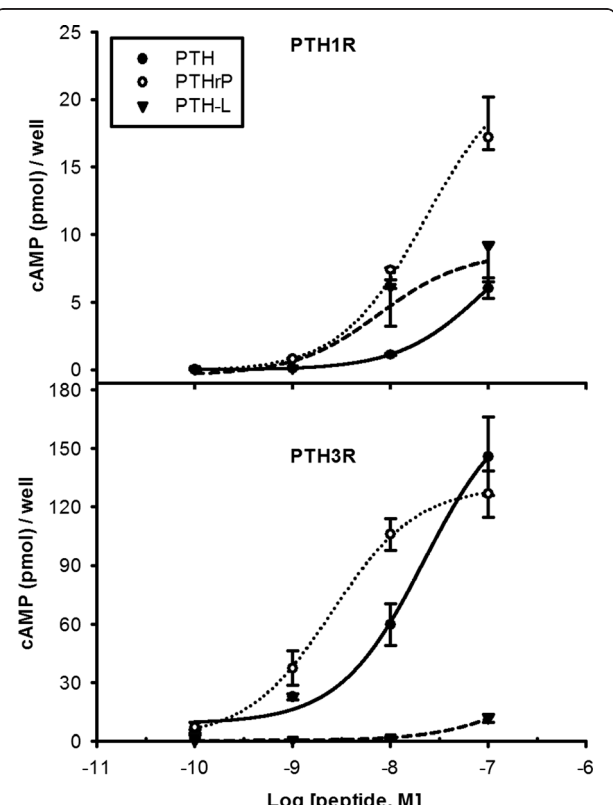 25
20
15
10
5
0
cAMP (pmol) / well
PTH1R
PTH
PTHrP
PTH-L
180
150
120
90
60
30
0
cAMP (pmol) / well
PTH3R
-11 -10 -9 -8 -7 -6
Log [peptide, M]